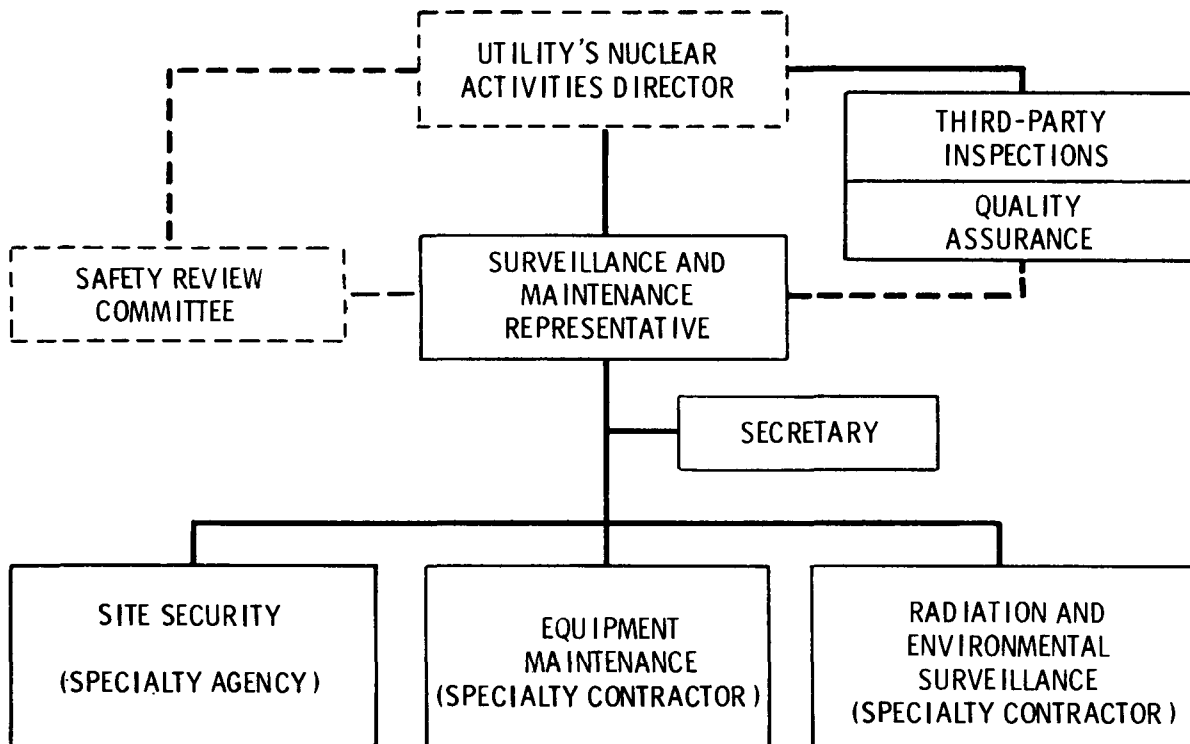 UTILITY'S NUCLEAR
ACTIVITIES DIRECTOR
THIRD-PARTY
INSPECTIONS
QUALITY
ASSURANCE
SAFETY REVIEW
COMMITTEE
SURVEILLANCE AND
MAINTENANCE
REPRESENTATIVE
SECRETARY
SITE SECURITY
(SPECIALTY AGENCY)
EQUIPMENT
MAINTENANCE
(SPECIALTY CONTRACTOR)
RADIATION AND
ENVIRONMENTAL
SURVEILLANCE
(SPECIALTY CONTRACTOR)